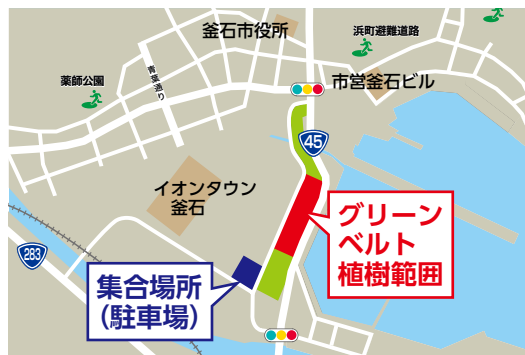 釜石市役所
浜町避難道路
薬師公園
青葉通り
市営釜石ビル
45
イオンタウン
釜石
グリーン
ベルト
植樹範囲
283
集合場所
(駐車場)